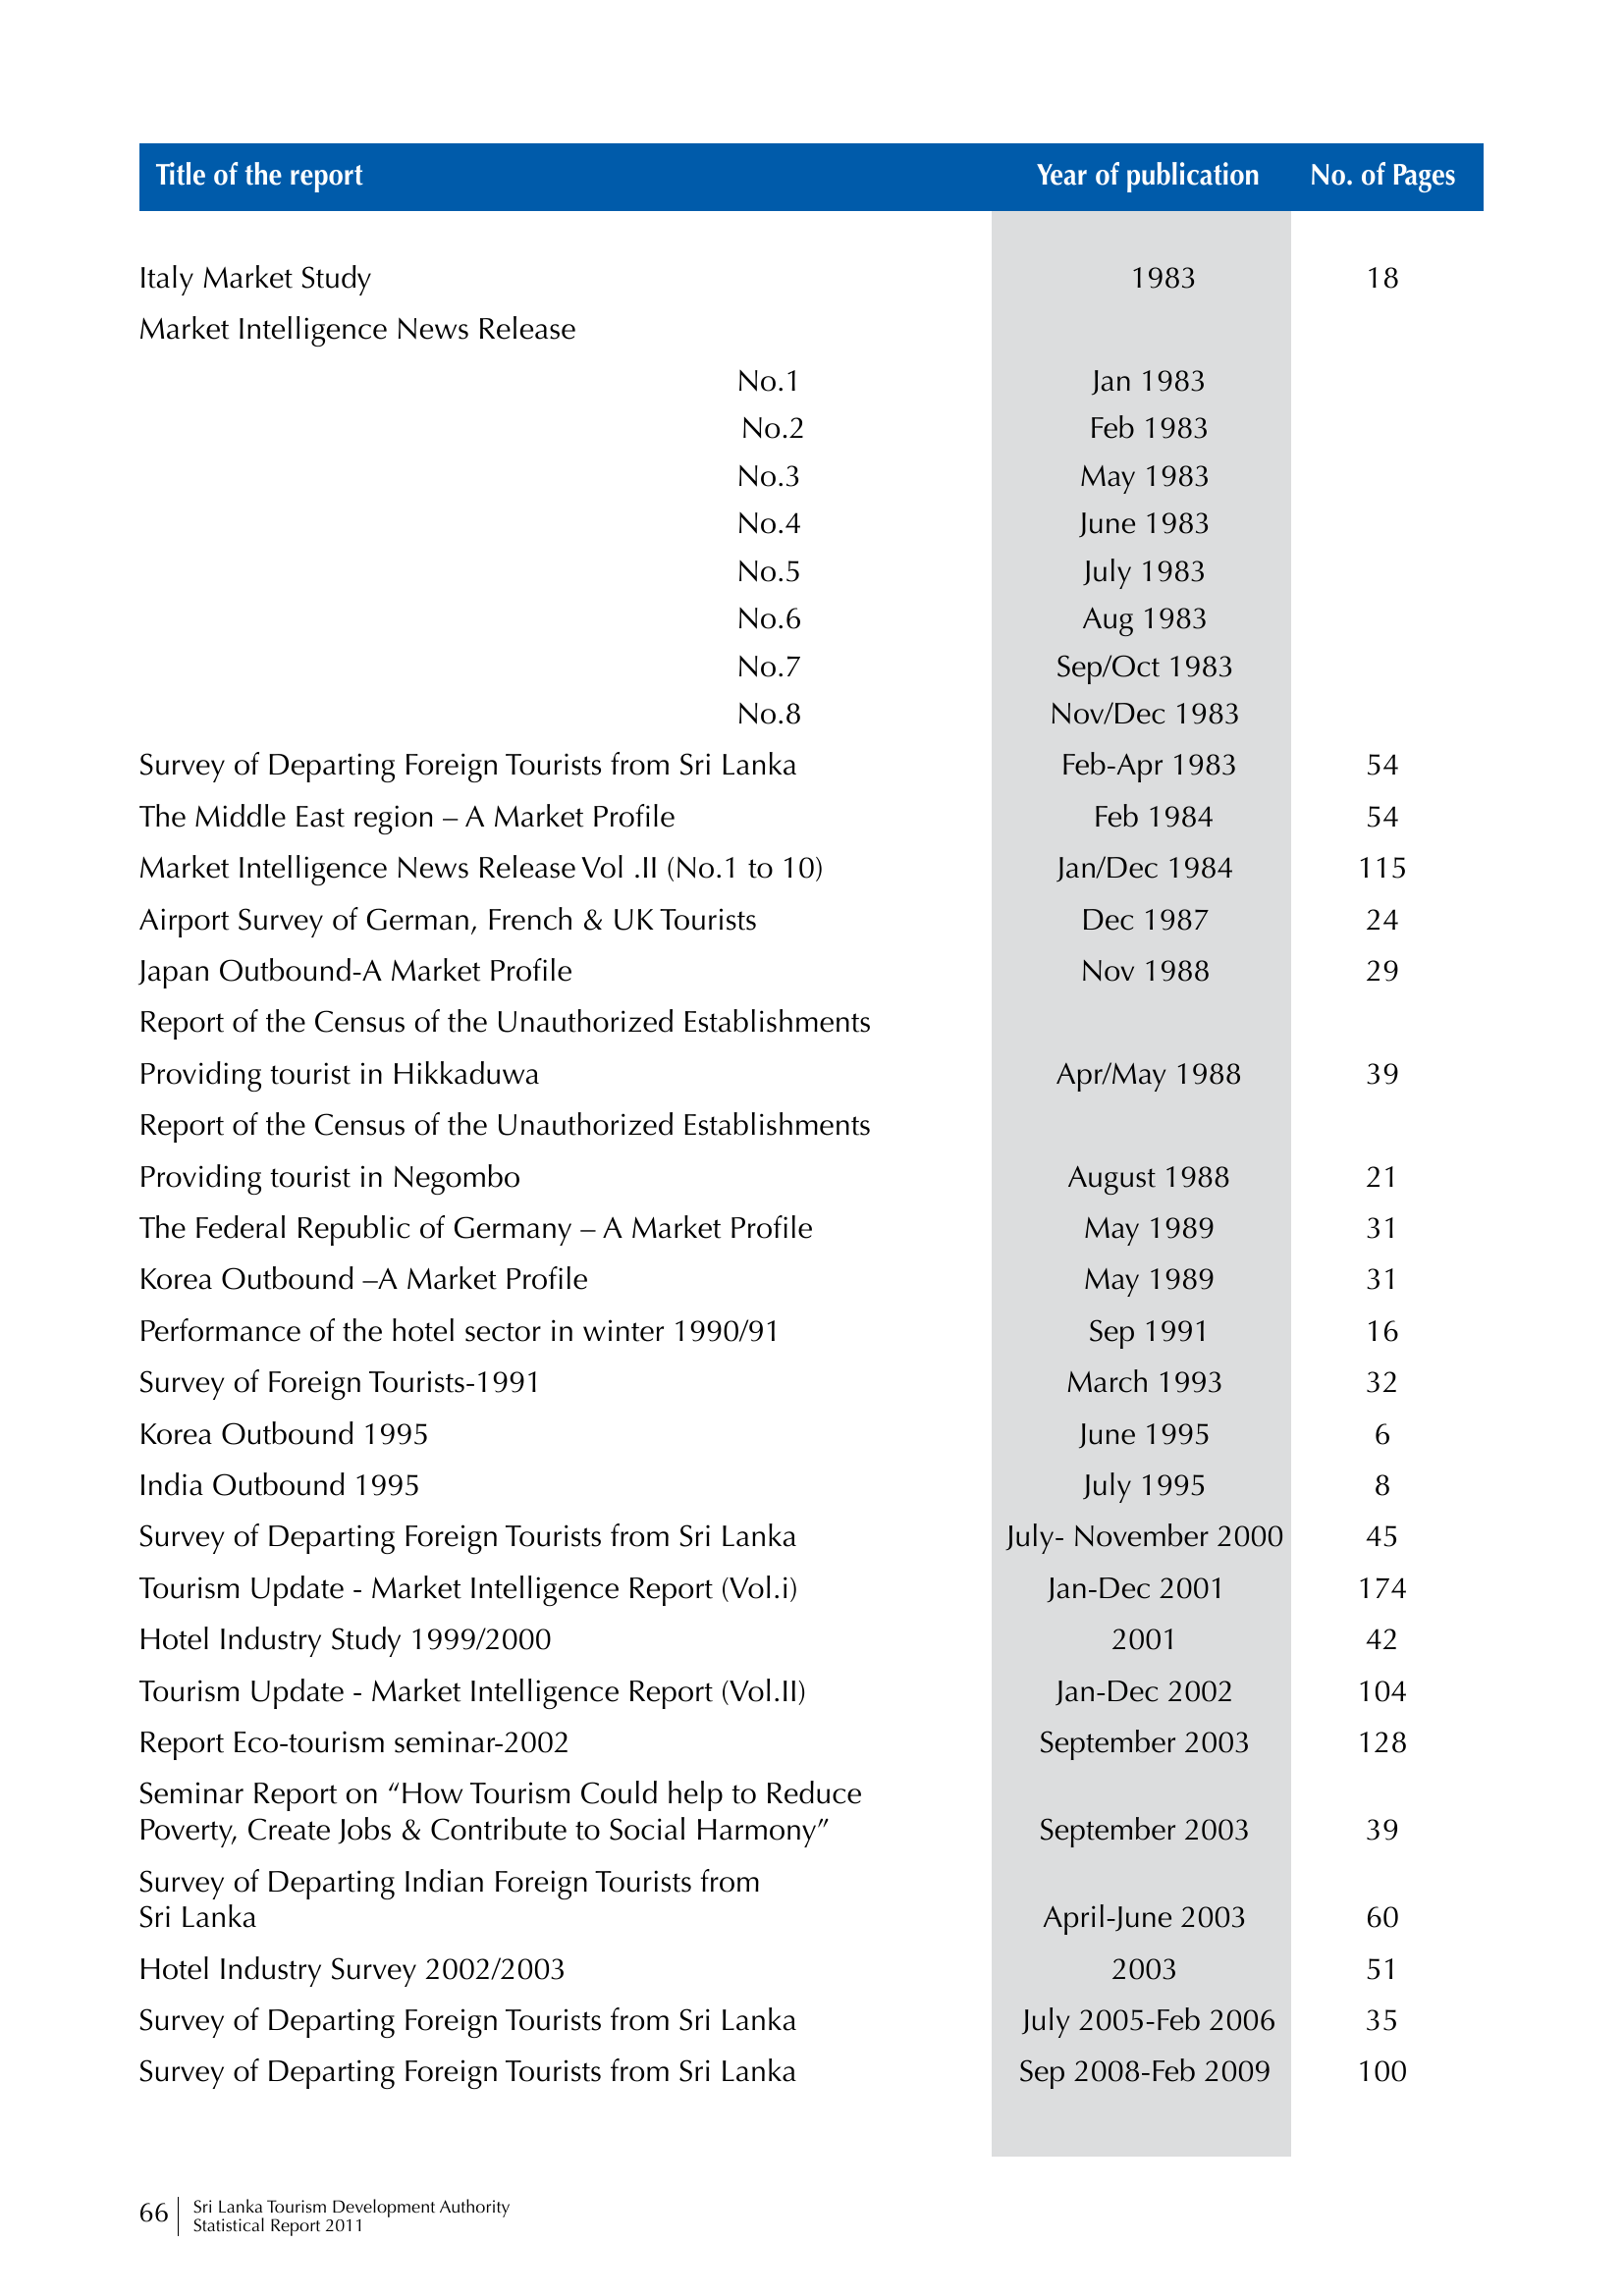 Title of the report Year of publication No. of Pages
Italy Market Study 1983 18
Market Intelligence News Release
No.1 Jan 1983
No.2 Feb 1983
No.3 May 1983
No.4 June 1983
No.5 July 1983
No.6 Aug 1983
No.7 Sep/Oct 1983
No.8 Nov/Dec 1983
Survey of Departing Foreign Tourists from Sri Lanka Feb-Apr 1983 54
The Middle East region – A Market Profile Feb 1984 54
Market Intelligence News Release Vol .II (No.1 to 10) Jan/Dec 1984 115
Airport Survey of German, French & UK Tourists Dec 1987 24
Japan Outbound-A Market Profile Nov 1988 29
Report of the Census of the Unauthorized Establishments
Providing tourist in Hikkaduwa Apr/May 1988 39
Report of the Census of the Unauthorized Establishments
Providing tourist in Negombo August 1988 21
The Federal Republic of Germany – A Market Profile May 1989 31
Korea Outbound –A Market Profile May 1989 31
Performance of the hotel sector in winter 1990/91 Sep 1991 16
Survey of Foreign Tourists-1991 March 1993 32
Korea Outbound 1995 June 1995 6
India Outbound 1995 July 1995 8
Survey of Departing Foreign Tourists from Sri Lanka July- November 2000 45
Tourism Update - Market Intelligence Report (Vol.i) Jan-Dec 2001 174
Hotel Industry Study 1999/2000 2001 42
Tourism Update - Market Intelligence Report (Vol.II) Jan-Dec 2002 104
Report Eco-tourism seminar-2002 September 2003 128
Seminar Report on “How Tourism Could help to Reduce
Poverty, Create Jobs & Contribute to Social Harmony” September 2003 39
Survey of Departing Indian Foreign Tourists from
Sri Lanka April-June 2003 60
Hotel Industry Survey 2002/2003 2003 51
Survey of Departing Foreign Tourists from Sri Lanka July 2005-Feb 2006 35
Survey of Departing Foreign Tourists from Sri Lanka Sep 2008-Feb 2009 100
66 Sri Lanka Tourism Development Authority
Statistical Report 2011